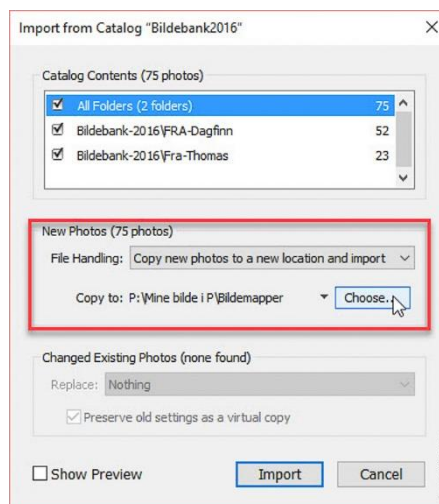 Import from Catalog "Bildebank2016"
Catalog Contents (75 photos)
All Folders (2 folders) 75
Bildebank-2016\FRA-Dagfinn 52
Bildebank-2016\Fra-Thomas 23
New Photos (75 photos)
File Handling: Copy new photos to a new location and import
Copy to: P:\Mine bilde i P\Bildemapper Choose...
Changed Existing Photos (none found)
Replace: Nothing
Preserve old settings as a virtual copy
Show Preview Import Cancel